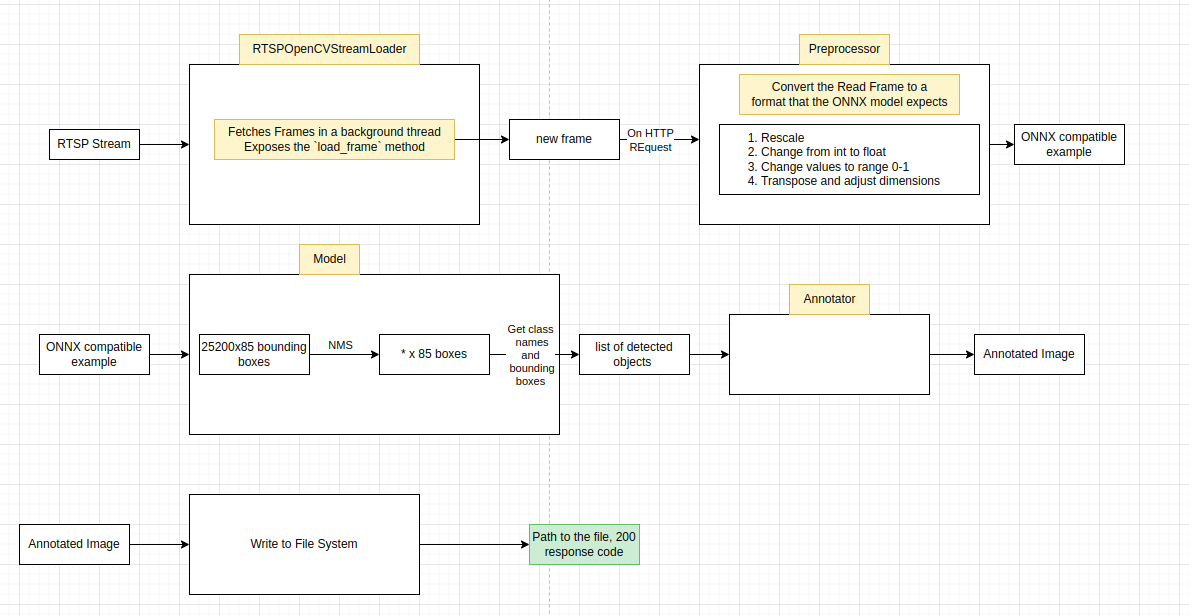 RTSPOpenCVStreamLoader
Preprocessor
Convert the Read Frame to a
format that the ONNX model expects
Fetches Frames in a background thread
Exposes the `load_frame` method
RTSP Stream
new frame
On HTTP
REquest
1. Rescale
2. Change from int to float
3. Change values to range 0-1
4. Transpose and adjust dimensions
ONNX compatible
example
Model
Annotator
ONNX compatible
example
25200x85 bounding
boxes
NMS
* x 85 boxes
Get class
names
and
bounding
boxes
list of detected
objects
Annotated Image
Annotated Image
Write to File System
Path to the file, 200
response code